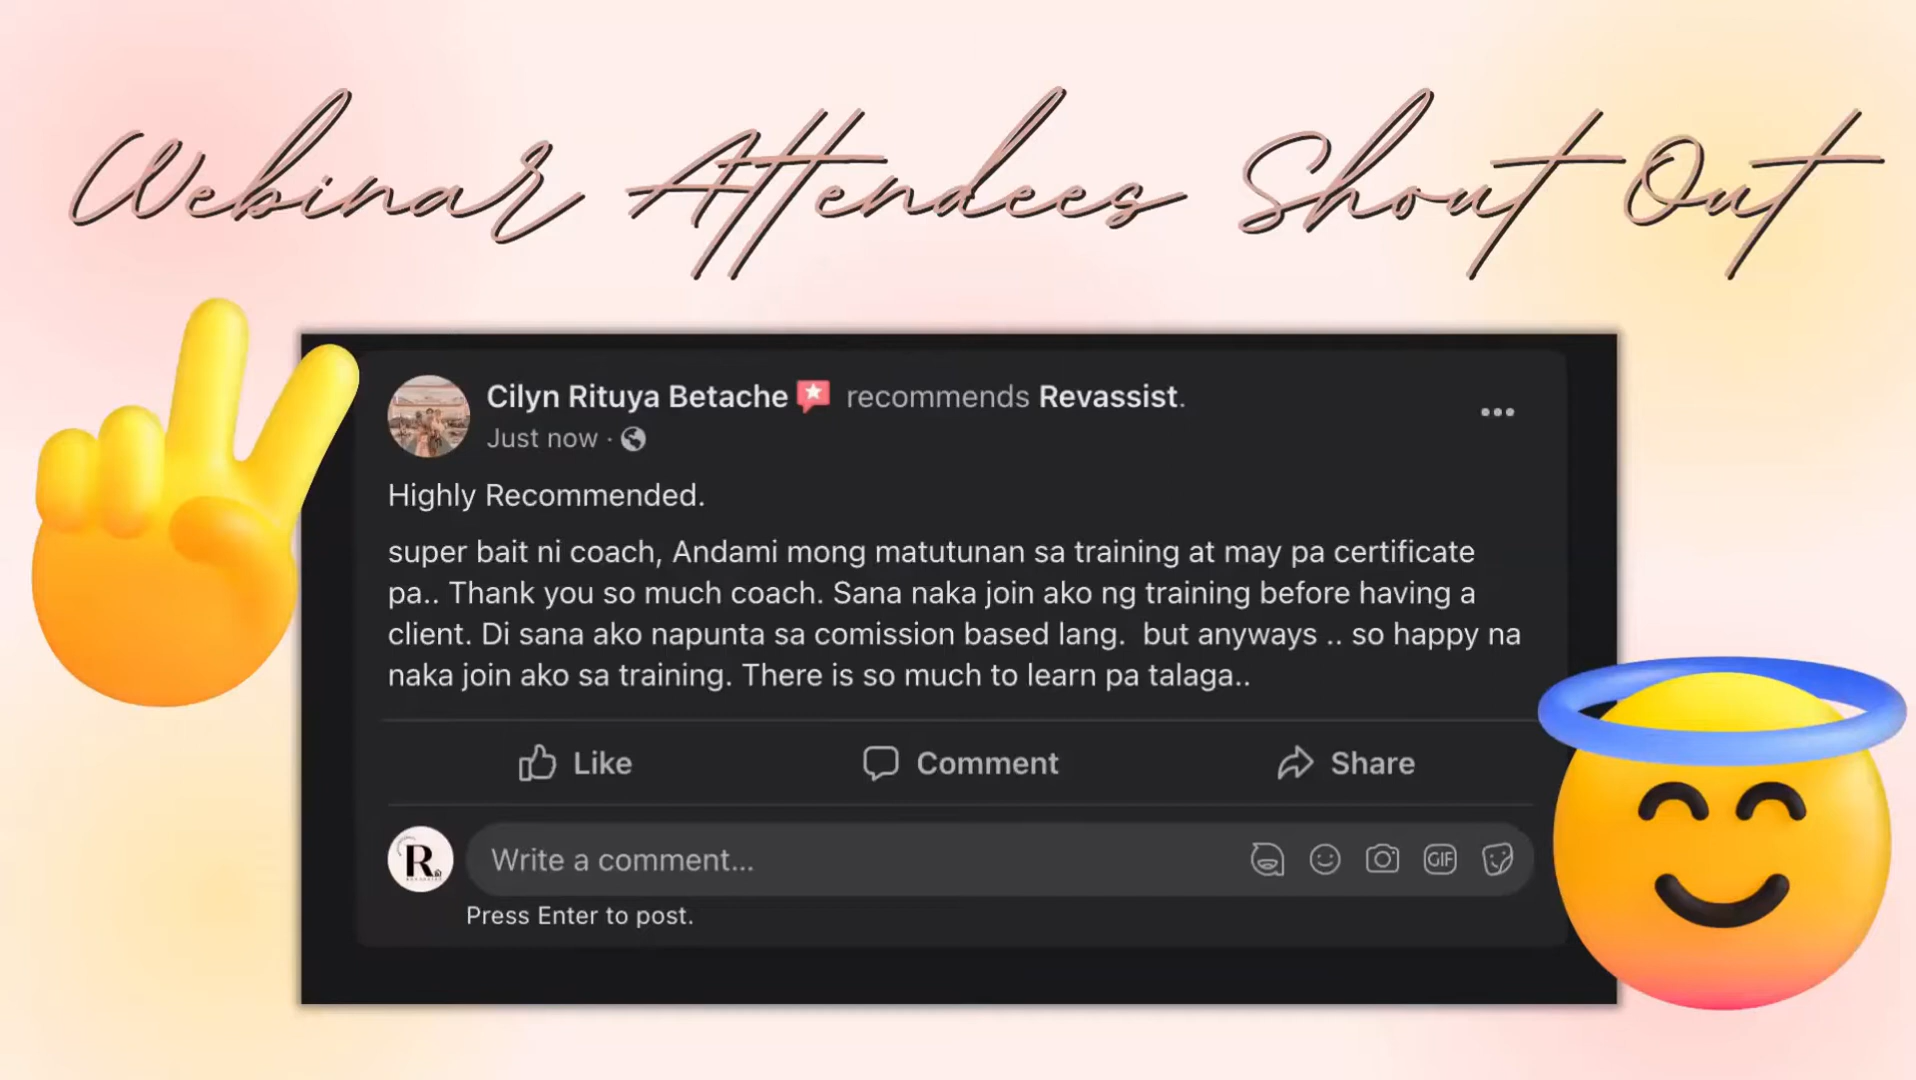 Webinar Attendees Shout Out
Cilyn Rituya Betache recommends Revassist.
Just now ·
Highly Recommended.
super bait ni coach, Andami mong matutunan sa training at may pa certificate
pa.. Thank you so much coach. Sana naka join ako ng training before having a
client. Di sana ako napunta sa comission based lang.  but anyways .. so happy na
naka join ako sa training. There is so much to learn pa talaga..
Like
Comment
Share
R
Write a comment...
GIF
Press Enter to post.